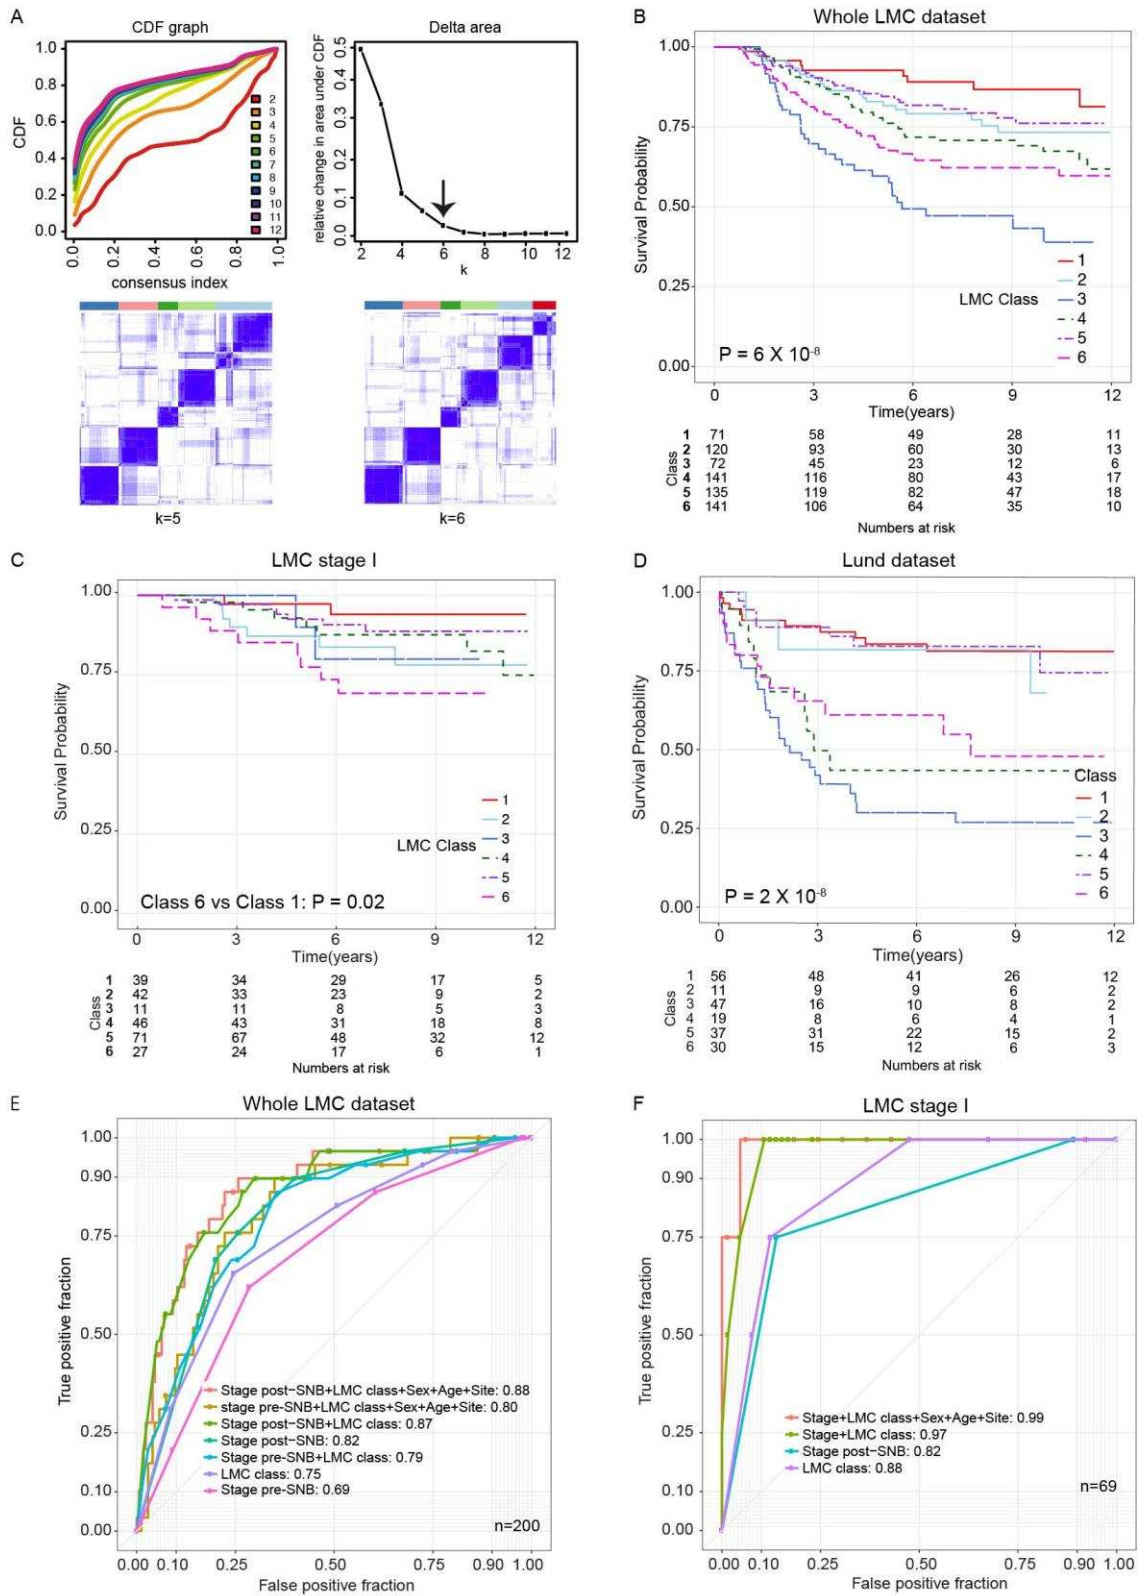 A
CDF graph
1.0
0.8
0.6
0.4
0.2
0.0
CDF
0.0
0.2
0.4
0.6
0.8
1.0
consensus index
2
3
4
5
6
7
8
9
10
11
12
Delta area
0.5
0.4
0.3
0.2
0.1
0.0
relative change in area under CDF
2 4 6 8 10 12
k
k=5
k=6
B
Whole LMC dataset
1.00
0.75
0.50
0.25
0.00
Survival Probability
LMC Class
1
2
3
4
5
6
P = 6 X 10-8
0 3 6 9 12
Time(years)
Class
1 71 58 49 28 11
2 120 93 60 30 13
3 72 45 23 12 6
4 141 116 80 43 17
5 135 119 82 47 18
6 141 106 64 35 10
Numbers at risk
C
LMC stage I
1.00
0.75
0.50
0.25
0.00
Survival Probability
LMC Class
1
2
3
4
5
6
Class 6 vs Class 1: P = 0.02
0 3 6 9 12
Time(years)
Class
1 39 34 29 17 5
2 42 33 23 9 2
3 11 11 8 5 3
4 46 43 31 18 8
5 71 67 48 32 12
6 27 24 17 6 1
Numbers at risk
D
Lund dataset
1.00
0.75
0.50
0.25
0.00
Survival Probability
Class
1
2
3
4
5
6
P = 2 X 10-8
0 3 6 9 12
Time(years)
Class
1 56 48 41 26 12
2 11 9 9 6 2
3 47 16 10 8 2
4 19 8 6 4 1
5 37 31 22 15 2
6 30 15 12 6 3
Numbers at risk
E
Whole LMC dataset
1.00
0.90
0.75
0.50
0.25
0.10
0.00
True positive fraction
Stage post-SNB+LMC class+Sex+Age+Site: 0.88
stage pre-SNB+LMC class+Sex+Age+Site: 0.80
Stage post-SNB+LMC class: 0.87
Stage post-SNB: 0.82
Stage pre-SNB+LMC class: 0.79
LMC class: 0.75
Stage pre-SNB: 0.69
n=200
0.00 0.10 0.25 0.50 0.75 0.90 1.00
False positive fraction
F
LMC stage I
1.00
0.90
0.75
0.50
0.25
0.10
0.00
True positive fraction
Stage+LMC class+Sex+Age+Site: 0.99
Stage+LMC class: 0.97
Stage post-SNB: 0.82
LMC class: 0.88
n=69
0.00 0.10 0.25 0.50 0.75 0.90 1.00
False positive fraction